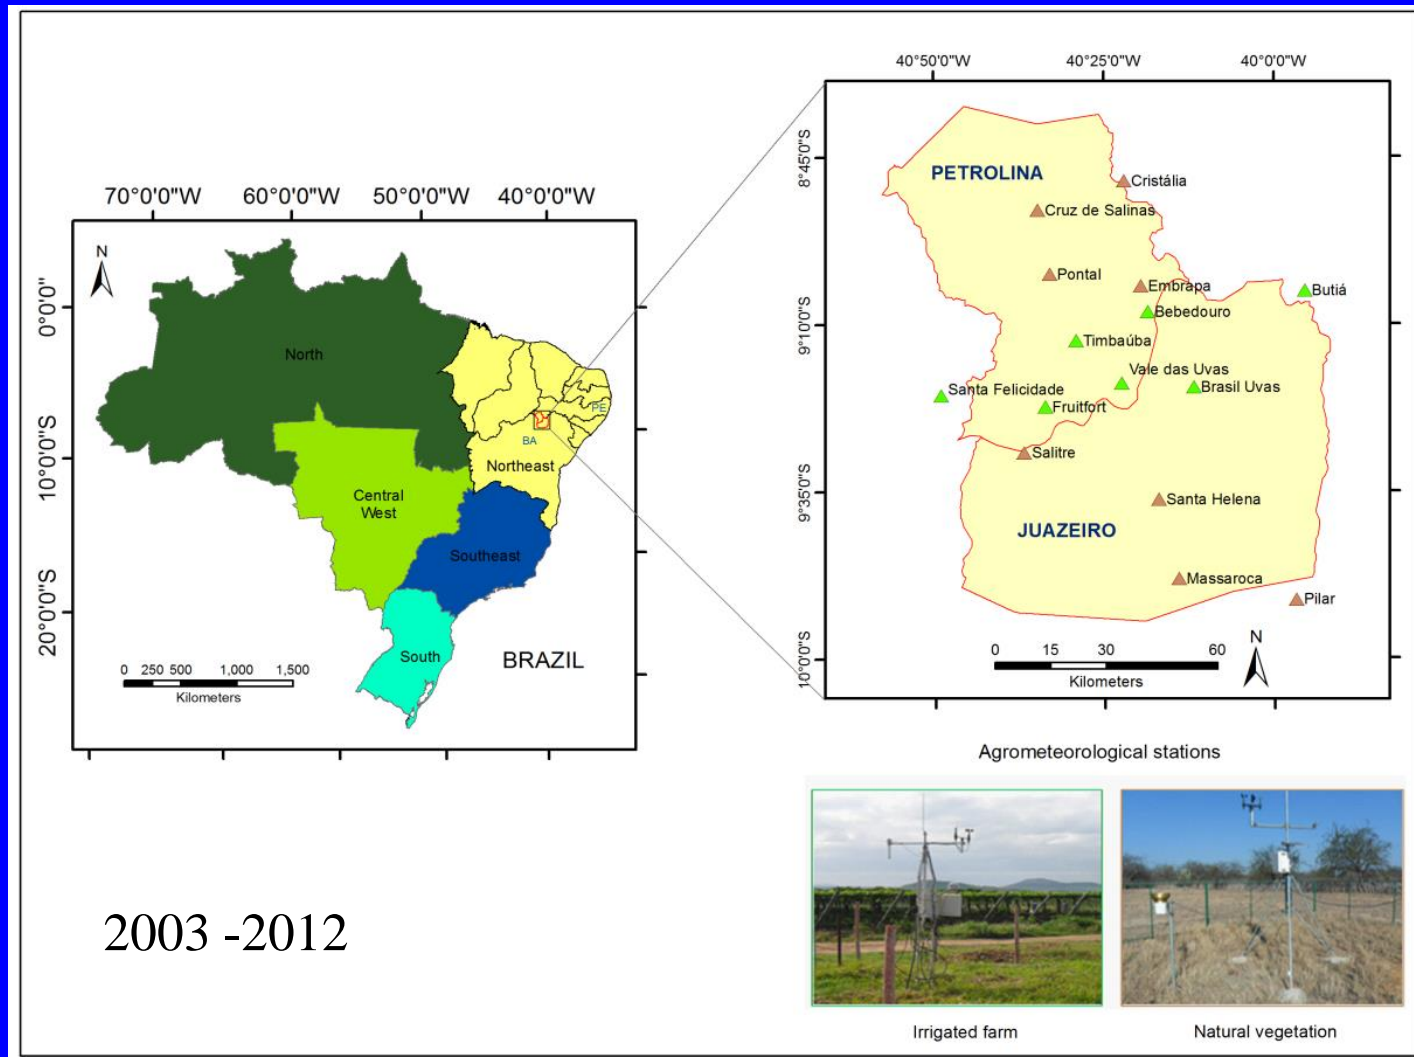 70°0'0"W 60°0'0"W 50°0'0"W 40°0'0"W
0°0'0"
10°0'0"S
20°0'0"S
N
North
PE
BA
Northeast
Central
West
Southeast
South
BRAZIL
0 250 500 1,000 1,500
Kilometers
40°50'0"W 40°25'0"W 40°0'0"W
8°45'0"S
9°10'0"S
9°35'0"S
10°0'0"S
PETROLINA
Cristália
Cruz de Salinas
Pontal
Embrapa
Butiá
Bebedouro
Timbaúba
Vale das Uvas
Santa Felicidade
Brasil Uvas
Fruitfort
Salitre
Santa Helena
JUAZEIRO
Massaroca
Pilar
N
0 15 30 60
Kilometers
Agrometeorological stations
Irrigated farm
Natural vegetation
2003 -2012